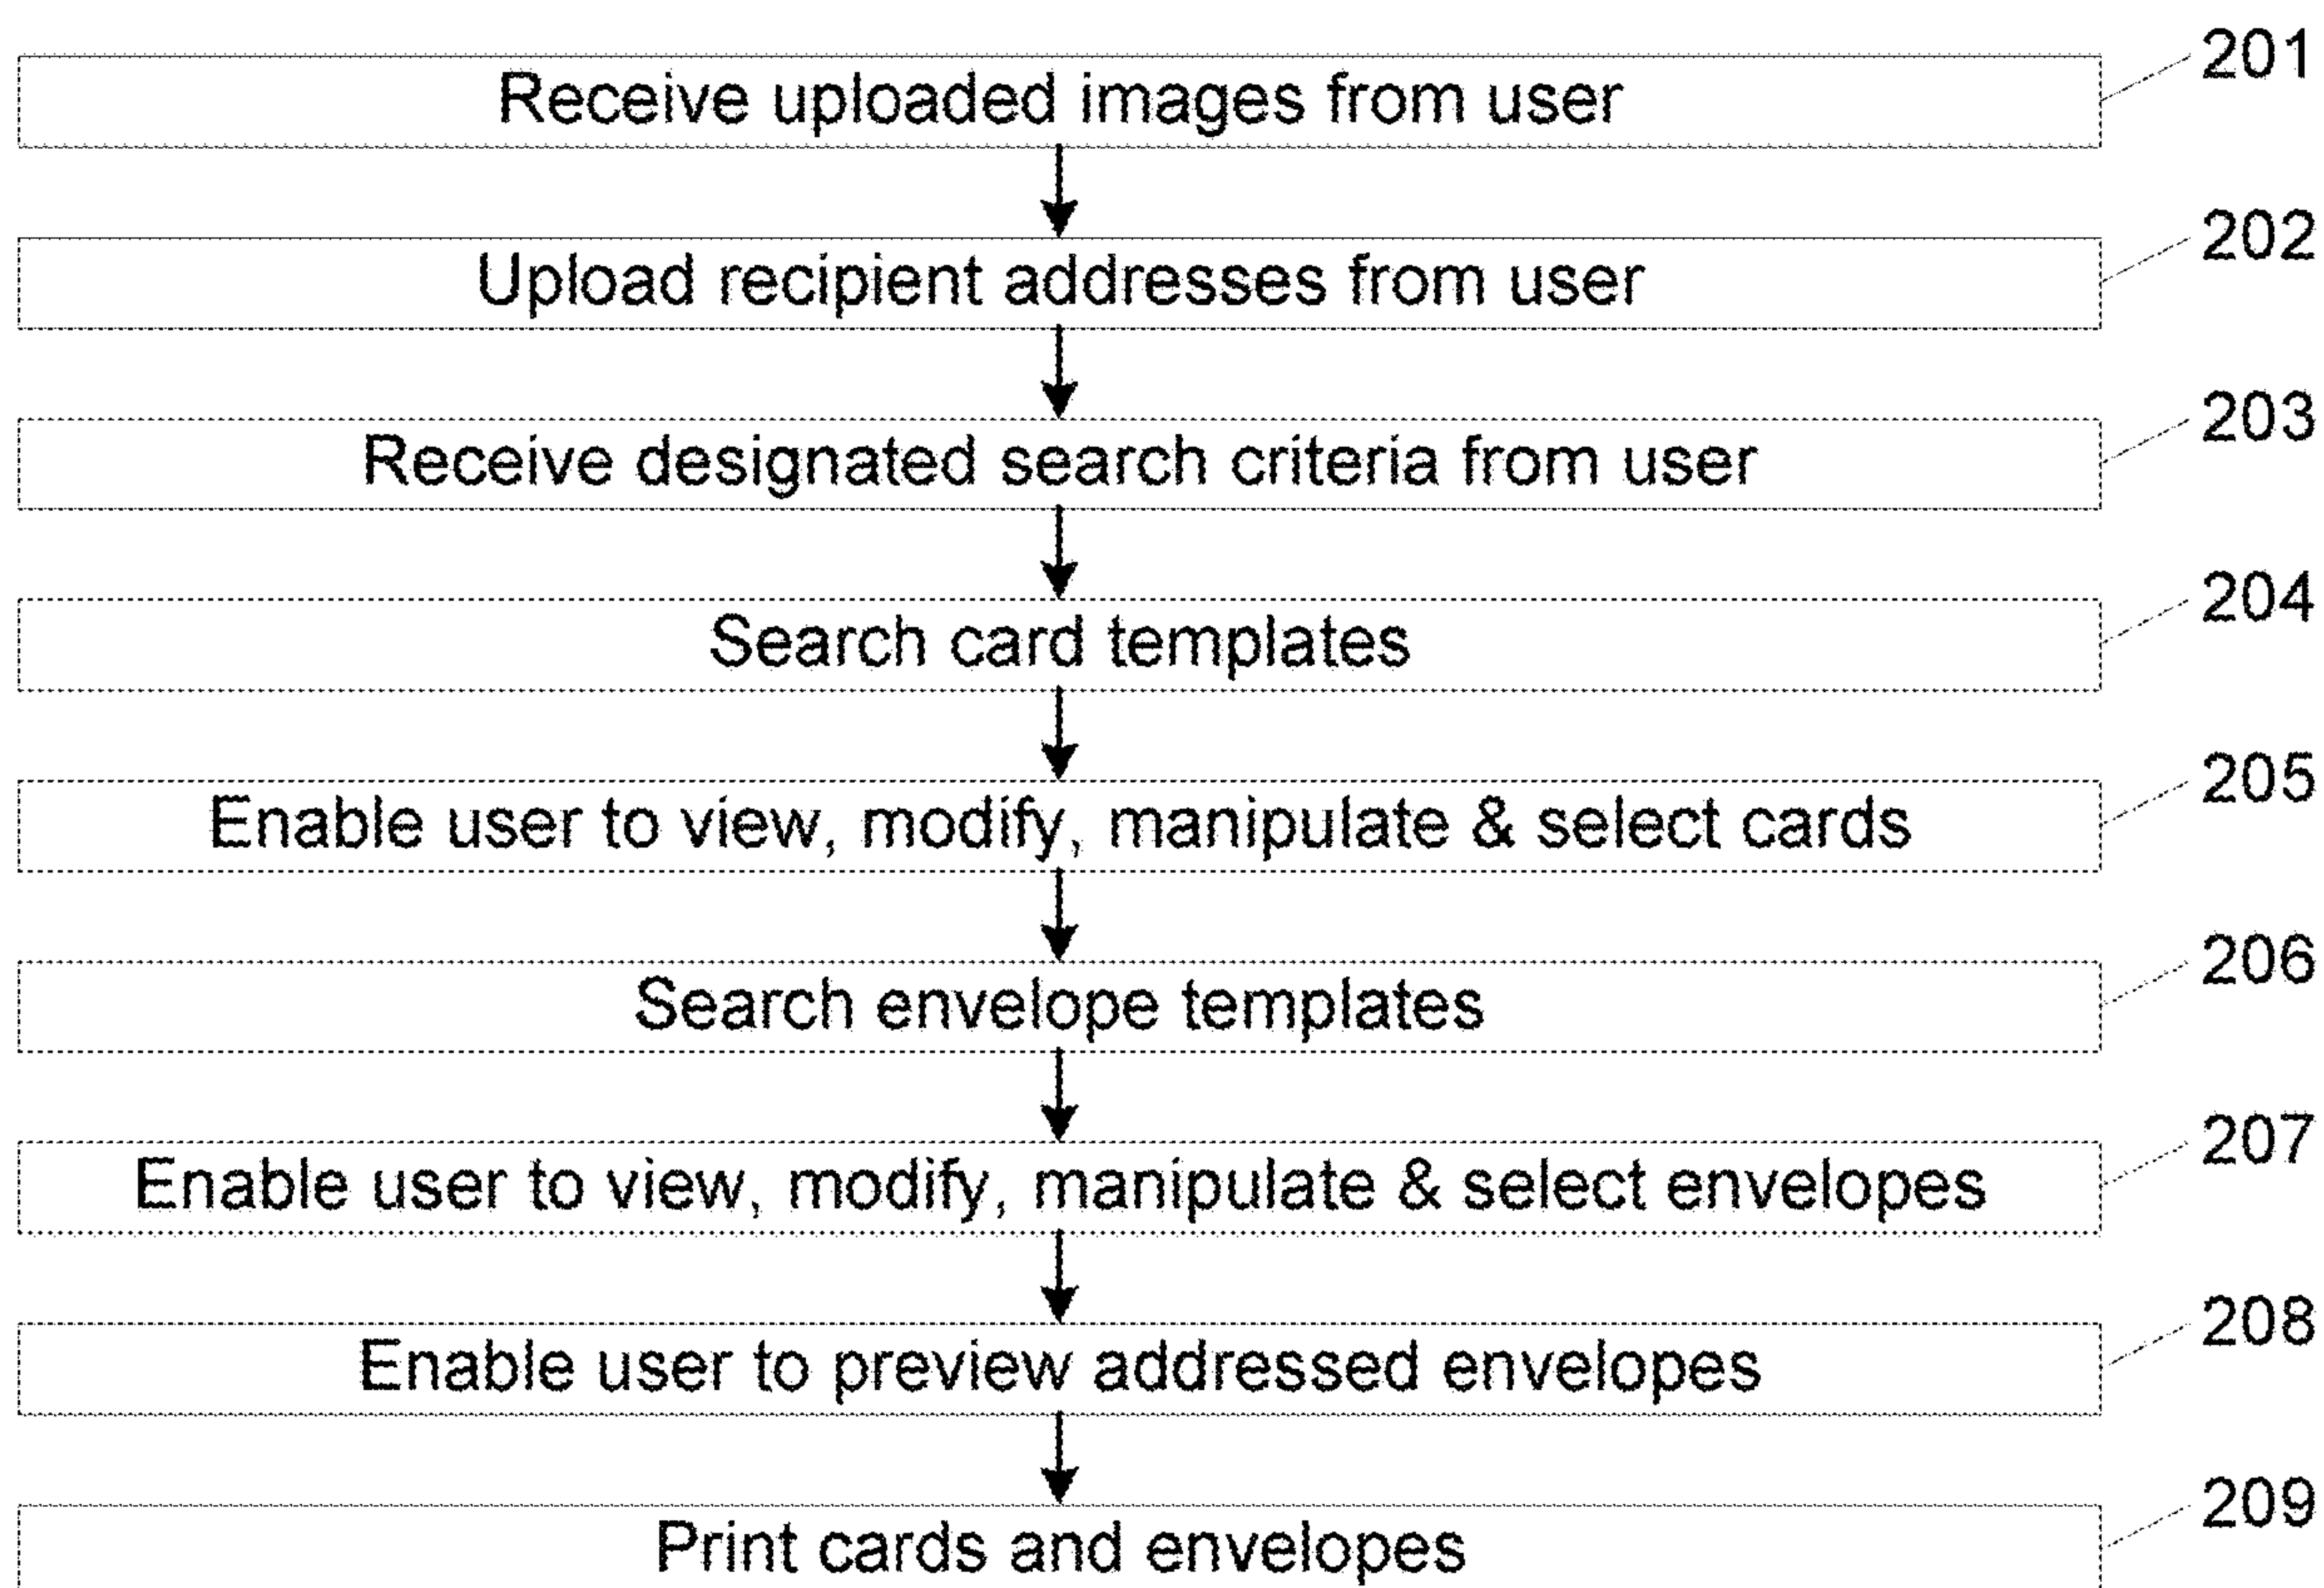 Receive uploaded images from user 201
Upload recipient addresses from user 202
Receive designated search criteria from user 203
Search card templates 204
Enable user to view, modify, manipulate & select cards 205
Search envelope templates 206
Enable user to view, modify, manipulate & select envelopes 207
Enable user to preview addressed envelopes 208
Print cards and envelopes 209